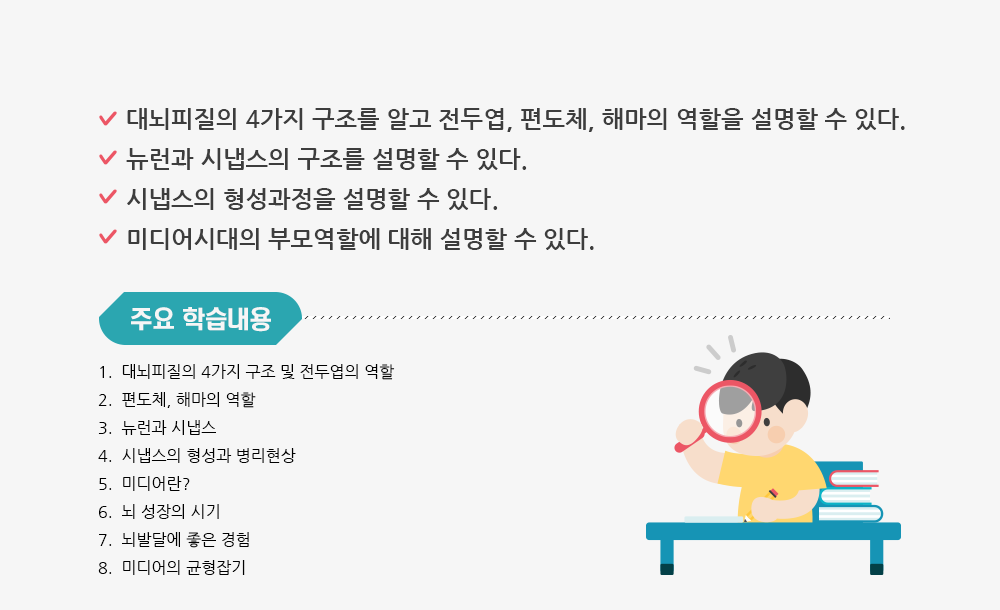 대뇌피질의 4가지 구조를 알고 전두엽, 편도체, 해마의 역할을 설명할 수 있다.
뉴런과 시냅스의 구조를 설명할 수 있다.
시냅스의 형성과정을 설명할 수 있다.
미디어시대의 부모역할에 대해 설명할 수 있다.
주요 학습내용
1. 대뇌피질의 4가지 구조 및 전두엽의 역할
2. 편도체, 해마의 역할
3. 뉴런과 시냅스
4. 시냅스의 형성과 병리현상
5. 미디어란?
6. 뇌 성장의 시기
7. 뇌발달에 좋은 경험
8. 미디어의 균형잡기